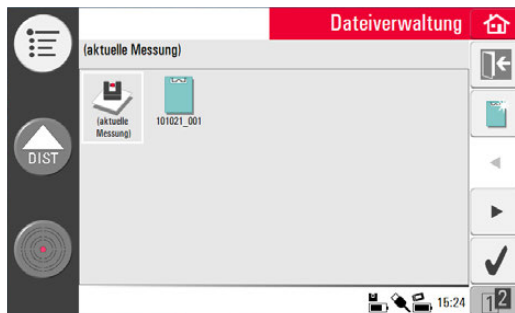 Dateiverwaltung
(aktuelle Messung)
(aktuelle
Messung)
101021_001
DIST
15:24
12